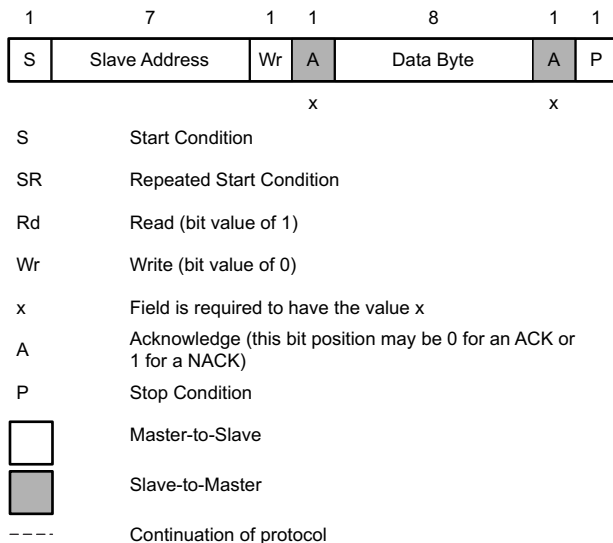 1 7 1 1 8 1 1
S Slave Address Wr A Data Byte A P
x x
S Start Condition
SR Repeated Start Condition
Rd Read (bit value of 1)
Wr Write (bit value of 0)
x Field is required to have the value x
A Acknowledge (this bit position may be 0 for an ACK or
1 for a NACK)
P Stop Condition
Master-to-Slave
Slave-to-Master
Continuation of protocol